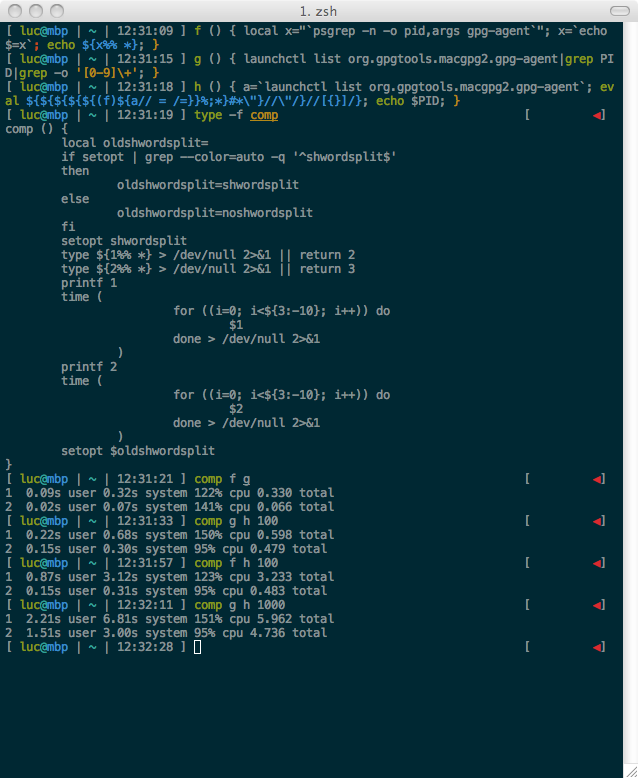 1. zsh
[ luc@mbp | ~ | 12:31:09 ] f () { local x="`psgrep -n -o pid,args gpg-agent`"; x=`echo
$=x`; echo ${x%% *}; }
[ luc@mbp | ~ | 12:31:15 ] g () { launchctl list org.gpgtools.macgpg2.gpg-agent|grep PI
D|grep -o '[0-9]\+'; }
[ luc@mbp | ~ | 12:31:18 ] h () { a=`launchctl list org.gpgtools.macgpg2.gpg-agent`; ev
al ${${${${${(f)${a// = /=}}%;*}#*\"}//\"/}//[{}]/}; echo $PID; }
[ luc@mbp | ~ | 12:31:19 ] type -f comp [ ◀]
comp () {
local oldshwordsplit=
if setopt | grep --color=auto -q '^shwordsplit$'
then
oldshwordsplit=shwordsplit
else
oldshwordsplit=noshwordsplit
fi
setopt shwordsplit
type ${1%% *} > /dev/null 2>&1 || return 2
type ${2%% *} > /dev/null 2>&1 || return 3
printf 1
time (
for ((i=0; i<${3:-10}; i++)) do
$1
done > /dev/null 2>&1
)
printf 2
time (
for ((i=0; i<${3:-10}; i++)) do
$2
done > /dev/null 2>&1
)
setopt $oldshwordsplit
}
[ luc@mbp | ~ | 12:31:21 ] comp f g [ ◀]
1 0.09s user 0.32s system 122% cpu 0.330 total
2 0.02s user 0.07s system 141% cpu 0.066 total
[ luc@mbp | ~ | 12:31:33 ] comp g h 100 [ ◀]
1 0.22s user 0.68s system 150% cpu 0.598 total
2 0.15s user 0.30s system 95% cpu 0.479 total
[ luc@mbp | ~ | 12:31:57 ] comp f h 100 [ ◀]
1 0.87s user 3.12s system 123% cpu 3.233 total
2 0.15s user 0.31s system 95% cpu 0.483 total
[ luc@mbp | ~ | 12:32:11 ] comp g h 1000 [ ◀]
1 2.21s user 6.81s system 151% cpu 5.962 total
2 1.51s user 3.00s system 95% cpu 4.736 total
[ luc@mbp | ~ | 12:32:28 ] [ ◀]